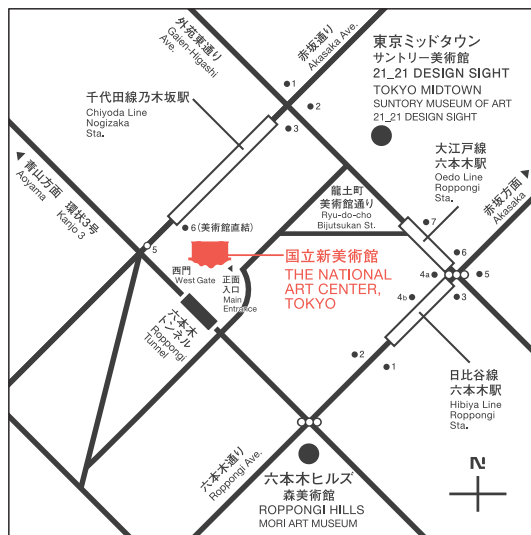 外苑東通り
Gaien-Higashi
Ave.
赤坂通り
Akasaka Ave.
東京ミッドタウン
サントリー美術館
21_21 DESIGN SIGHT
TOKYO MIDTOWN
SUNTORY MUSEUM OF ART
21_21 DESIGN SIGHT
千代田線乃木坂駅
Chiyoda Line
Nogizaka
Sta.
1
2
3
大江戸線
六本木駅
Oedo Line
Roppongi
Sta.
赤坂方面
Akasaka
青山方面
Aoyama
環状3号
Kanjo 3
龍土町
美術館通り
Ryu-do-cho
Bijutsukan St.
7
6(美術館直結)
5
国立新美術館
THE NATIONAL
ART CENTER,
TOKYO
西門
West Gate
正面
入口
Main
Entrance
6
4a
5
4b
3
六本木
トンネル
Roppongi
Tunnel
2
1
日比谷線
六本木駅
Hibiya Line
Roppongi
Sta.
六本木通り
Roppongi Ave.
六本木ヒルズ
森美術館
ROPPONGI HILLS
MORI ART MUSEUM
N